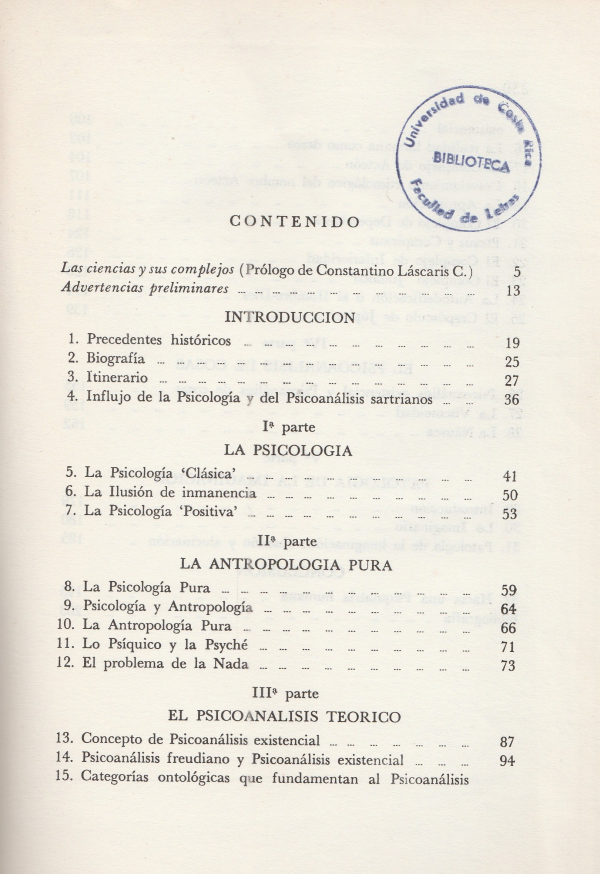 Universidad de Costa Rica
BIBLIOTECA
Facultad de Letras
CONTENIDO
Las ciencias y sus complejos (Prólogo de Constantino Láscaris C.) 5
Advertencias preliminares ... ... ... ... ... ... ... ... ... ... ... 13
INTRODUCCION
1. Precedentes históricos ... ... ... ... ... ... ... ... ... ... ... 19
2. Biografía ... ... ... ... ... ... ... ... ... ... ... ... ... 25
3. Itinerario ... ... ... ... ... ... ... ... ... ... ... ... ... 27
4. Influjo de la Psicología y del Psicoanálisis sartrianos ... ... 36
Iª parte
LA PSICOLOGIA
5. La Psicología ‘Clásica’ ... ... ... ... ... ... ... ... ... 41
6. La Ilusión de inmanencia ... ... ... ... ... ... ... ... 50
7. La Psicología ‘Positiva’ ... ... ... ... ... ... ... ... ... 53
IIª parte
LA ANTROPOLOGIA PURA
8. La Psicología Pura ... ... ... ... ... ... ... ... ... ... 59
9. Psicología y Antropología ... ... ... ... ... ... ... ... 64
10. La Antropología Pura ... ... ... ... ... ... ... ... ... 66
11. Lo Psíquico y la Psyché ... ... ... ... ... ... ... ... 71
12. El problema de la Nada ... ... ... ... ... ... ... ... 73
IIIª parte
EL PSICOANALISIS TEORICO
13. Concepto de Psicoanálisis existencial ... ... ... ... ... 87
14. Psicoanálisis freudiano y Psicoanálisis existencial ... ... ... 94
15. Categorías ontológicas que fundamentan al Psicoanálisis